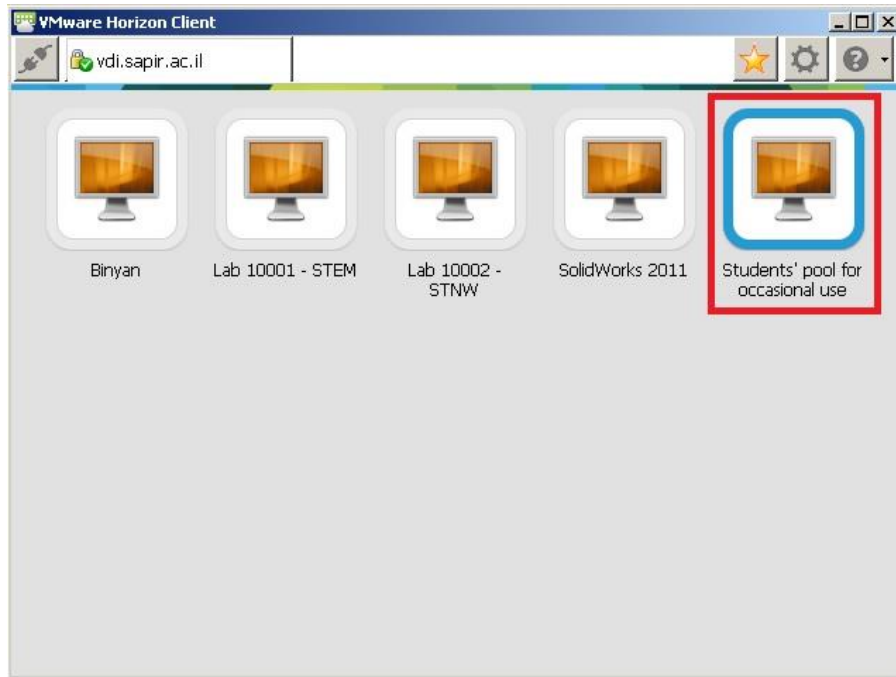 VMware Horizon Client
vdi.sapir.ac.il
Binyan
Lab 10001 - STEM
Lab 10002 -
STNW
SolidWorks 2011
Students' pool for
occasional use